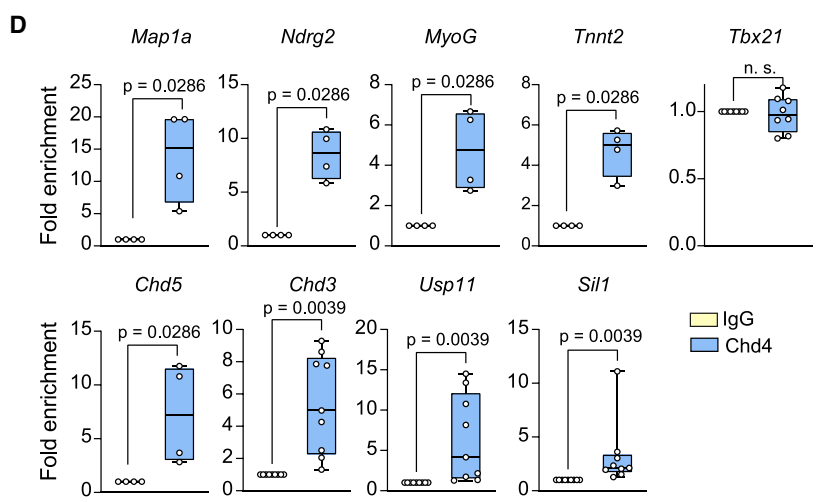 D
Map1a
Ndrg2
MyoG
Tnnt2
Tbx21
Fold enrichment
25
20
15
10
5
0
p = 0.0286
15
10
5
0
p = 0.0286
8
6
4
2
0
p = 0.0286
8
6
4
2
0
p = 0.0286
1.0
0.5
0.0
n. s.
Chd5
Chd3
Usp11
Sil1
Fold enrichment
15
10
5
0
p = 0.0286
10
8
6
4
2
0
p = 0.0039
20
15
10
5
0
p = 0.0039
15
10
5
0
p = 0.0039
IgG
Chd4